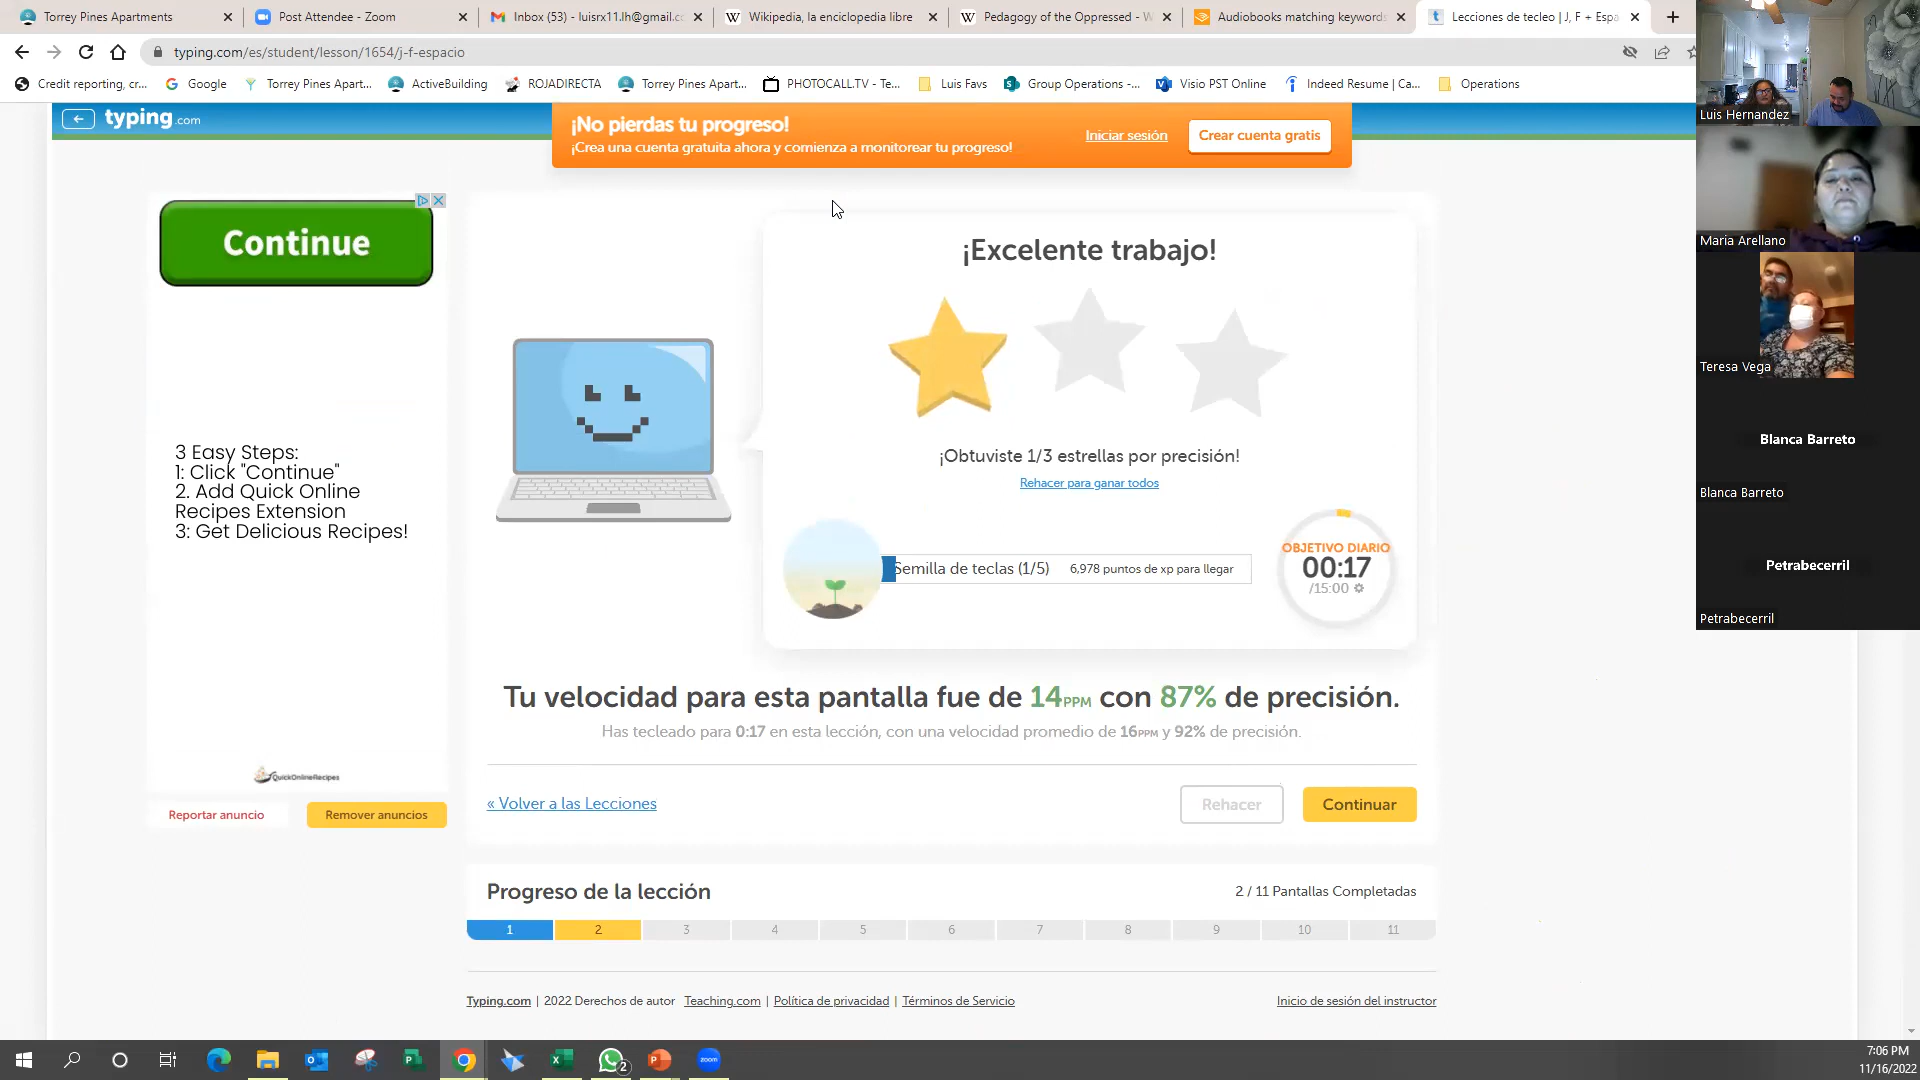 Torrey Pines Apartments
Post Attendee - Zoom
Inbox (53) - luisrx11.lh@gmail.c
Wikipedia, la enciclopedia libre
Pedagogy of the Oppressed - W
Audiobooks matching keywords
Lecciones de tecleo | J, F + Espa
typing.com/es/student/lesson/1654/j-f-espacio
Credit reporting, cr...
Google
Torrey Pines Apart...
ActiveBuilding
ROJADIRECTA
Torrey Pines Apart...
PHOTOCALL.TV - Te...
Luis Favs
Group Operations -...
Visio PST Online
Indeed Resume | Ca...
Operations
typing.com
¡No pierdas tu progreso!
¡Crea una cuenta gratuita ahora y comienza a monitorear tu progreso!
Iniciar sesión
Crear cuenta gratis
Continue
3 Easy Steps:
1: Click "Continue"
2. Add Quick Online
Recipes Extension
3: Get Delicious Recipes!
QuickOnlineRecipes
Reportar anuncio
Remover anuncios
¡Excelente trabajo!
¡Obtuviste 1/3 estrellas por precisión!
Rehacer para ganar todos
Semilla de teclas (1/5)
6,978 puntos de xp para llegar
OBJETIVO DIARIO
00:17
/15:00
Tu velocidad para esta pantalla fue de 14PPM con 87% de precisión.
Has tecleado para 0:17 en esta lección, con una velocidad promedio de 16PPM y 92% de precisión.
« Volver a las Lecciones
Rehacer
Continuar
Progreso de la lección
2 / 11 Pantallas Completadas
1 2 3 4 5 6 7 8 9 10 11
Typing.com | 2022 Derechos de autor Teaching.com | Política de privacidad | Términos de Servicio
Inicio de sesión del instructor
Luis Hernandez
Maria Arellano
Teresa Vega
Blanca Barreto
Blanca Barreto
Petrabecerril
Petrabecerril
zoom
2
7:06 PM
11/16/2022